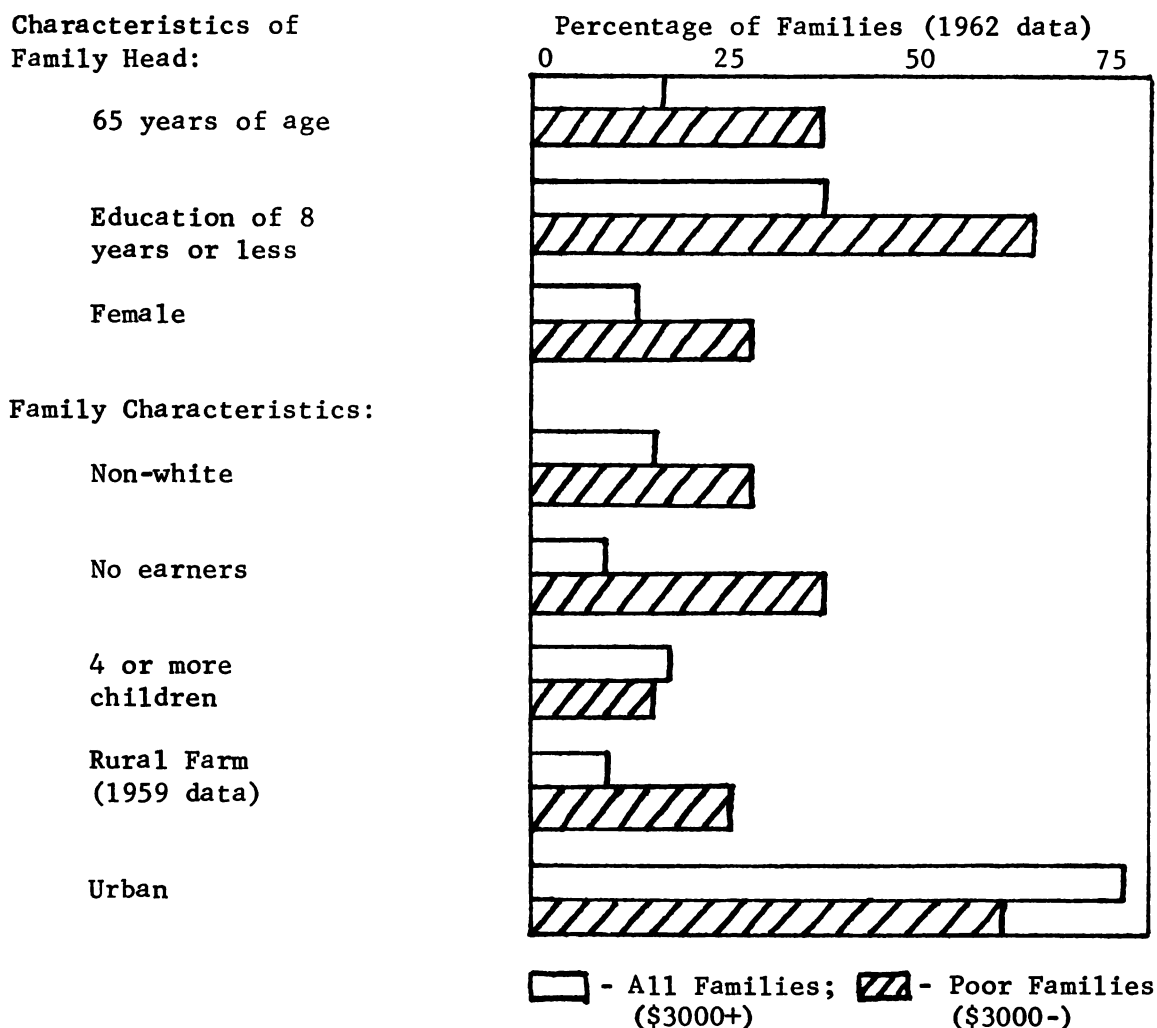 Characteristics of
Family Head:
Percentage of Families (1962 data)
0 25 50 75
65 years of age
Education of 8
years or less
Female
Family Characteristics:
Non-white
No earners
4 or more
children
Rural Farm
(1959 data)
Urban
- All Families; - Poor Families
($3000+) ($3000-)